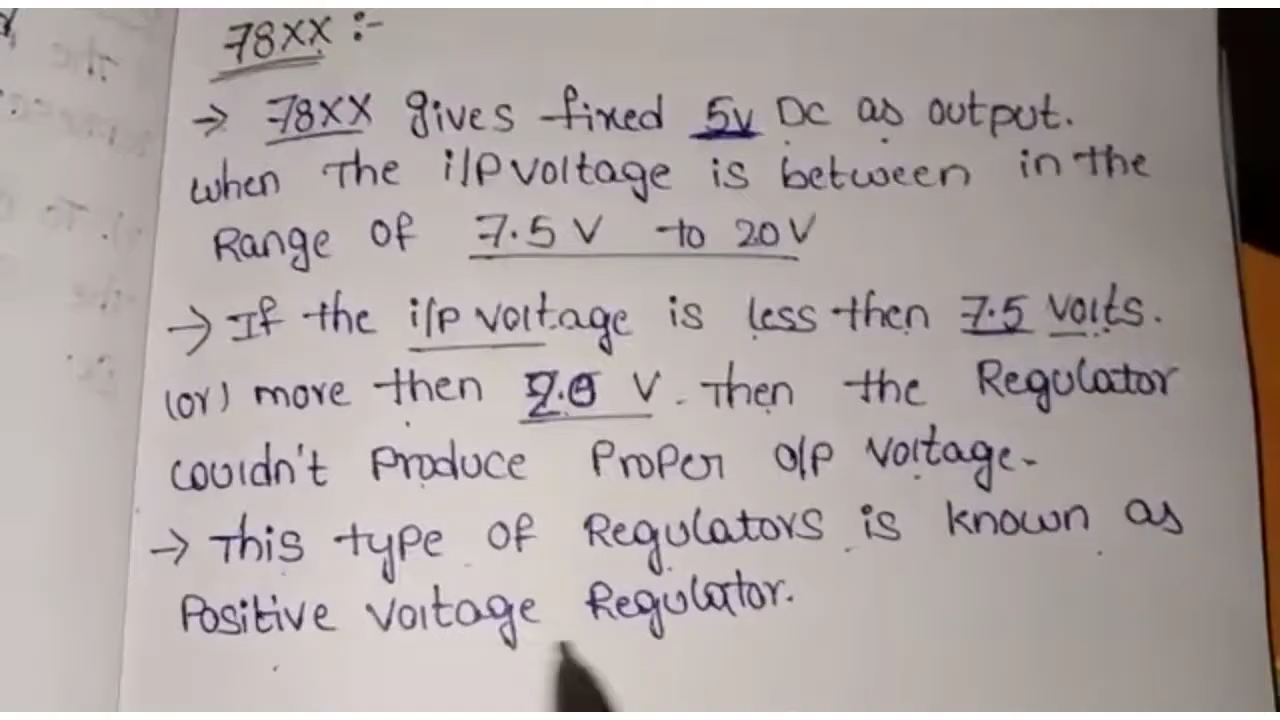 78XX :-
→ 78XX gives fixed 5v DC as output.
when the i/p voltage is between in the
Range of 7.5 V to 20 V
→ If the i/p voltage is less then 7.5 volts.
(or) more then V. Then the Regulator
couldn't produce proper o/p voltage.
→ This type of Regulators is known as
Positive voltage Regulator.